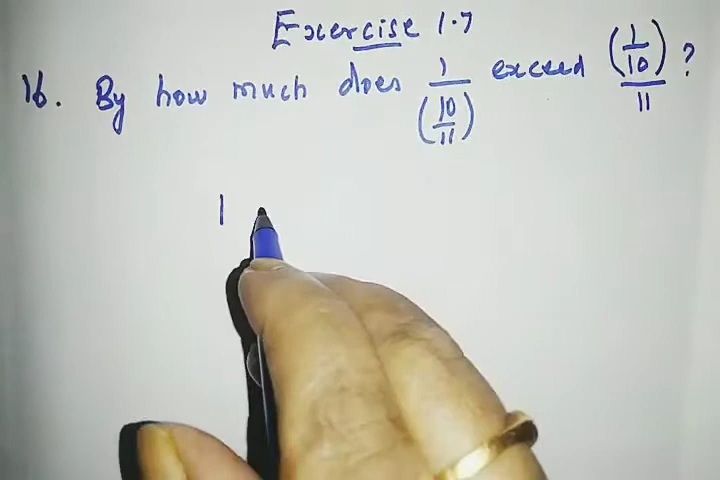 Exercise 1.7
16. By how much does 1/(10/11) exceed (1/10)/11 ?
1